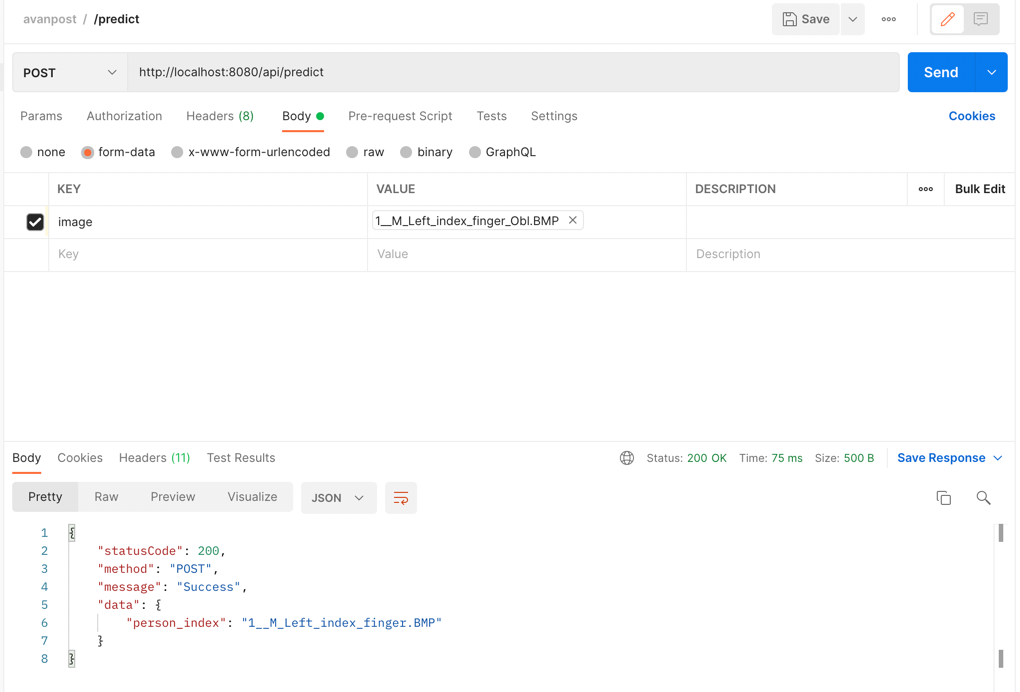 avanpost / /predict Save
POST http://localhost:8080/api/predict Send
Params Authorization Headers (8) Body Pre-request Script Tests Settings Cookies
none form-data x-www-form-urlencoded raw binary GraphQL
KEY VALUE DESCRIPTION Bulk Edit
image 1__M_Left_index_finger_Obl.BMP
Key Value Description
Body Cookies Headers (11) Test Results Status: 200 OK Time: 75 ms Size: 500 B Save Response
Pretty Raw Preview Visualize JSON
1 {
2 "statusCode": 200,
3 "method": "POST",
4 "message": "Success",
5 "data": {
6 "person_index": "1__M_Left_index_finger.BMP"
7 }
8 }